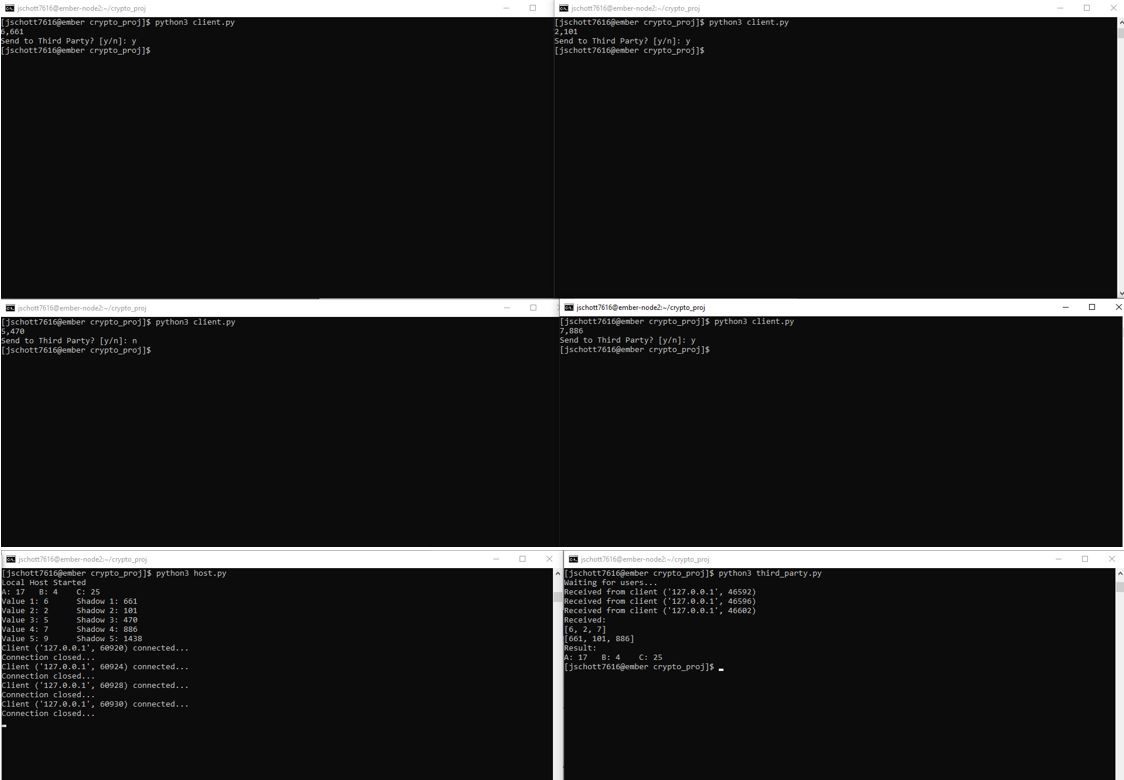 jschott7616@ember-node2:~/crypto_proj
[jschott7616@ember crypto_proj]$ python3 client.py
6,661
Send to Third Party? [y/n]: y
[jschott7616@ember crypto_proj]$
jschott7616@ember-node2:~/crypto_proj
[jschott7616@ember crypto_proj]$ python3 client.py
2,101
Send to Third Party? [y/n]: y
[jschott7616@ember crypto_proj]$
jschott7616@ember-node2:~/crypto_proj
[jschott7616@ember crypto_proj]$ python3 client.py
5,470
Send to Third Party? [y/n]: n
[jschott7616@ember crypto_proj]$
jschott7616@ember-node2:~/crypto_proj
[jschott7616@ember crypto_proj]$ python3 client.py
7,886
Send to Third Party? [y/n]: y
[jschott7616@ember crypto_proj]$
jschott7616@ember-node2:~/crypto_proj
[jschott7616@ember crypto_proj]$ python3 host.py
Local Host Started
A: 17 B: 4 C: 25
Value 1: 6 Shadow 1: 661
Value 2: 2 Shadow 2: 101
Value 3: 5 Shadow 3: 470
Value 4: 7 Shadow 4: 886
Value 5: 9 Shadow 5: 1438
Client ('127.0.0.1', 60920) connected...
Connection closed...
Client ('127.0.0.1', 60924) connected...
Connection closed...
Client ('127.0.0.1', 60928) connected...
Connection closed...
Client ('127.0.0.1', 60930) connected...
Connection closed...
jschott7616@ember-node2:~/crypto_proj
[jschott7616@ember crypto_proj]$ python3 third_party.py
Waiting for users...
Received from client ('127.0.0.1', 46592)
Received from client ('127.0.0.1', 46596)
Received from client ('127.0.0.1', 46602)
Received:
[6, 2, 7]
[661, 101, 886]
Result:
A: 17 B: 4 C: 25
[jschott7616@ember crypto_proj]$